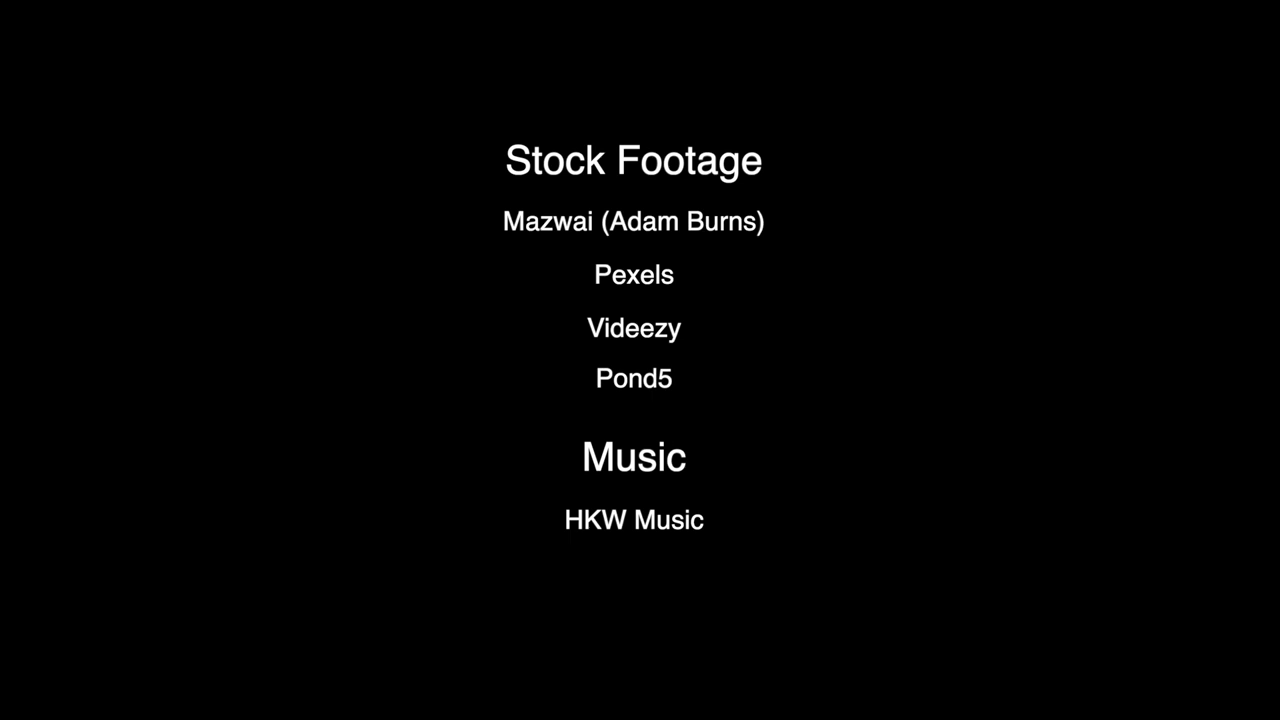 Stock Footage
Mazwai (Adam Burns)
Pexels
Videezy
Pond5
Music
HKW Music